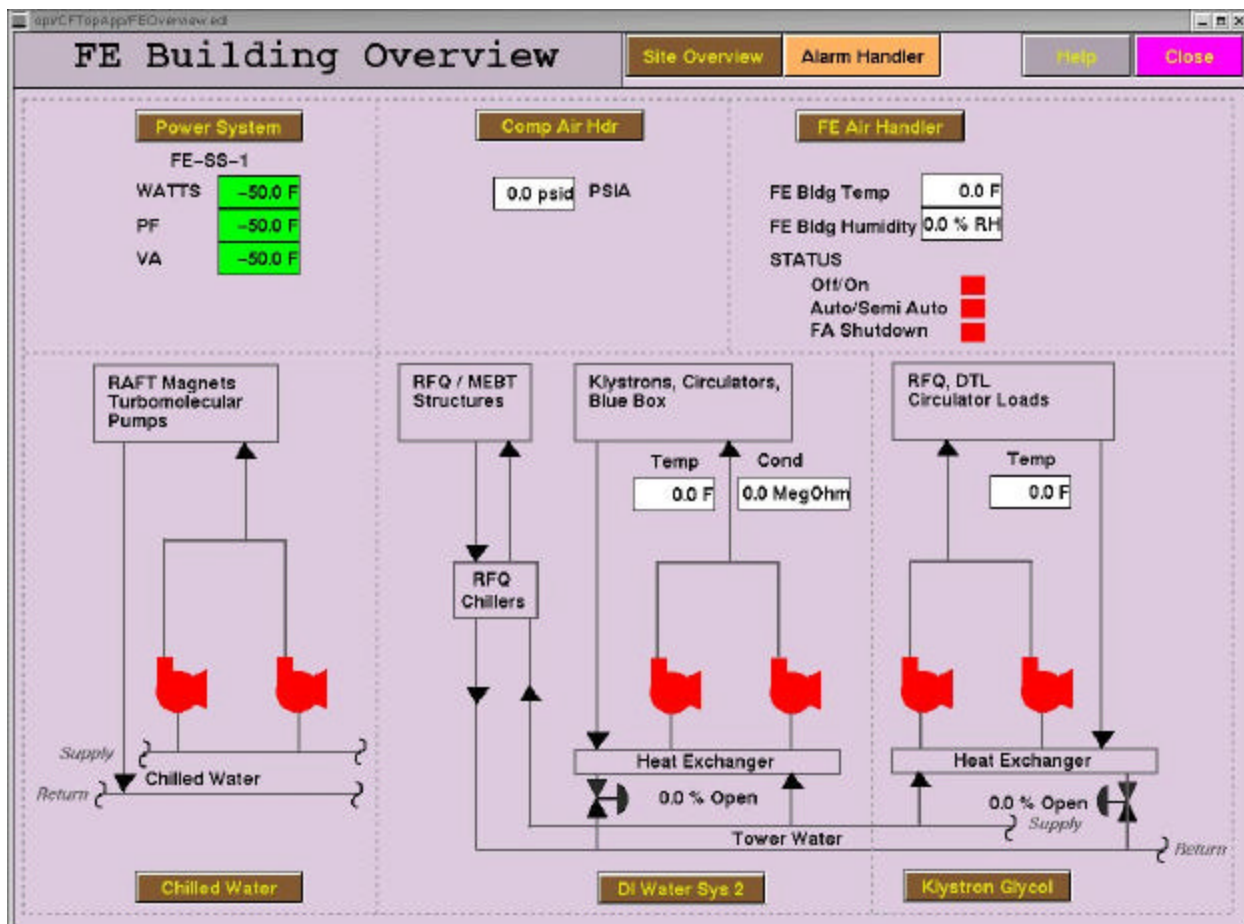 opi/CFTopApp/FEOverview.edl
FE Building Overview
Site Overview
Alarm Handler
Help
Close
Power System
FE-SS-1
WATTS -50.0 F
PF -50.0 F
VA -50.0 F
Comp Air Hdr
0.0 psid PSIA
FE Air Handler
FE Bldg Temp 0.0 F
FE Bldg Humidity 0.0 % RH
STATUS
Off/On
Auto/Semi Auto
FA Shutdown
RAFT Magnets
Turbomolecular
Pumps
Supply
Chilled Water
Return
Chilled Water
RFQ / MEBT
Structures
RFQ
Chillers
Klystrons, Circulators,
Blue Box
Temp
0.0 F
Cond
0.0 MegOhm
Heat Exchanger
0.0 % Open
Tower Water
DI Water Sys 2
RFQ, DTL
Circulator Loads
Temp
0.0 F
Heat Exchanger
0.0 % Open
Supply
Return
Klystron Glycol